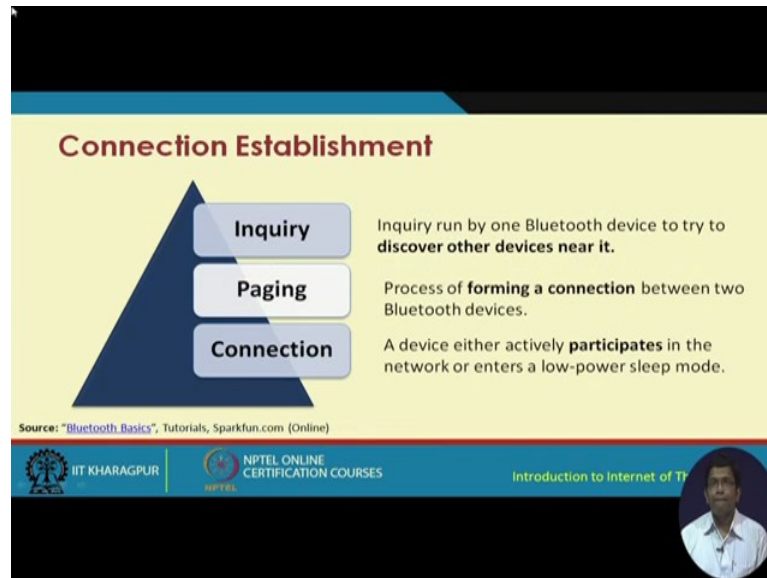 Connection Establishment
Inquiry
Inquiry run by one Bluetooth device to try to
discover other devices near it.
Paging
Process of forming a connection between two
Bluetooth devices.
Connection
A device either actively participates in the
network or enters a low-power sleep mode.
Source: "Bluetooth Basics", Tutorials, Sparkfun.com (Online)
IIT KHARAGPUR
NPTEL
NPTEL ONLINE
CERTIFICATION COURSES
Introduction to Internet of